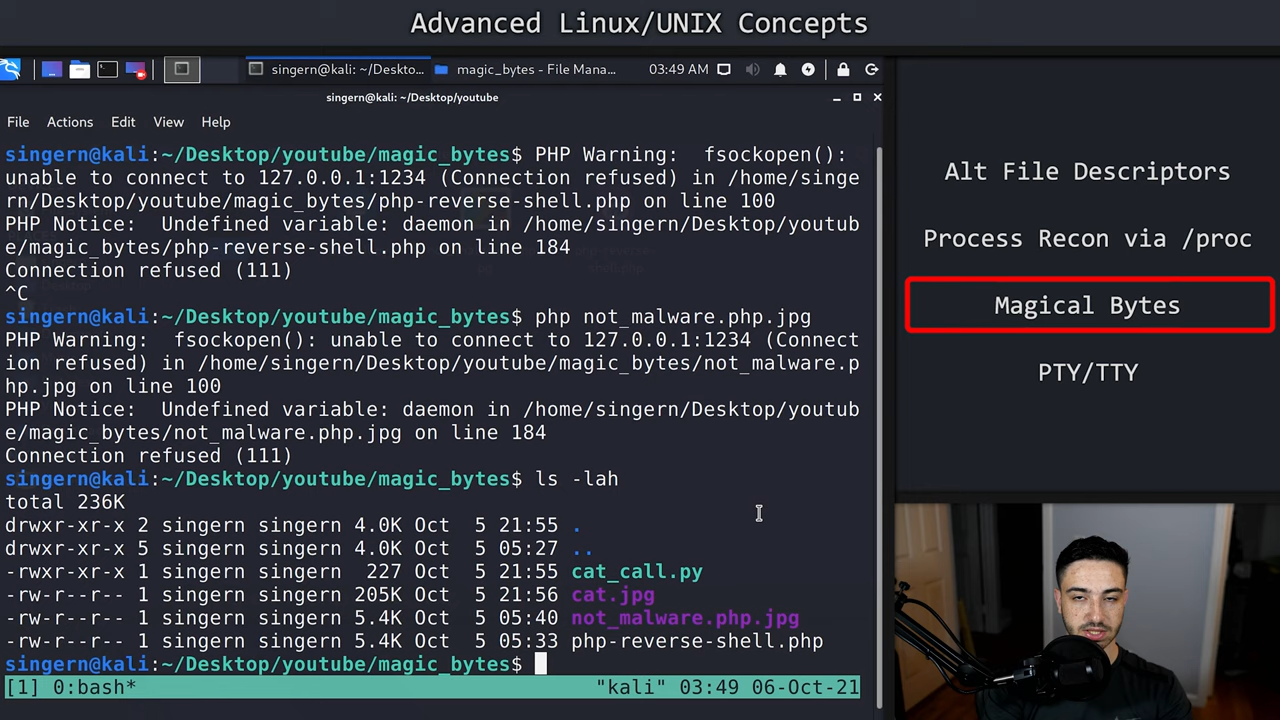 Advanced Linux/UNIX Concepts
singern@kali: ~/Deskto...
magic_bytes - File Mana...
03:49 AM
singern@kali: ~/Desktop/youtube
File Actions Edit View Help
singern@kali:~/Desktop/youtube/magic_bytes$ PHP Warning:  fsockopen():
unable to connect to 127.0.0.1:1234 (Connection refused) in /home/singe
rn/Desktop/youtube/magic_bytes/php-reverse-shell.php on line 100
PHP Notice:  Undefined variable: daemon in /home/singern/Desktop/youtub
e/magic_bytes/php-reverse-shell.php on line 184
Connection refused (111)
^C
singern@kali:~/Desktop/youtube/magic_bytes$ php not_malware.php.jpg
PHP Warning:  fsockopen(): unable to connect to 127.0.0.1:1234 (Connect
ion refused) in /home/singern/Desktop/youtube/magic_bytes/not_malware.p
hp.jpg on line 100
PHP Notice:  Undefined variable: daemon in /home/singern/Desktop/youtub
e/magic_bytes/not_malware.php.jpg on line 184
Connection refused (111)
singern@kali:~/Desktop/youtube/magic_bytes$ ls -lah
total 236K
drwxr-xr-x 2 singern singern 4.0K Oct  5 21:55 .
drwxr-xr-x 5 singern singern 4.0K Oct  5 05:27 ..
-rwxr-xr-x 1 singern singern  227 Oct  5 21:55 cat_call.py
-rw-r--r-- 1 singern singern 205K Oct  5 21:56 cat.jpg
-rw-r--r-- 1 singern singern 5.4K Oct  5 05:40 not_malware.php.jpg
-rw-r--r-- 1 singern singern 5.4K Oct  5 05:33 php-reverse-shell.php
singern@kali:~/Desktop/youtube/magic_bytes$
[1] 0:bash* "kali" 03:49 06-Oct-21
Alt File Descriptors
Process Recon via /proc
Magical Bytes
PTY/TTY